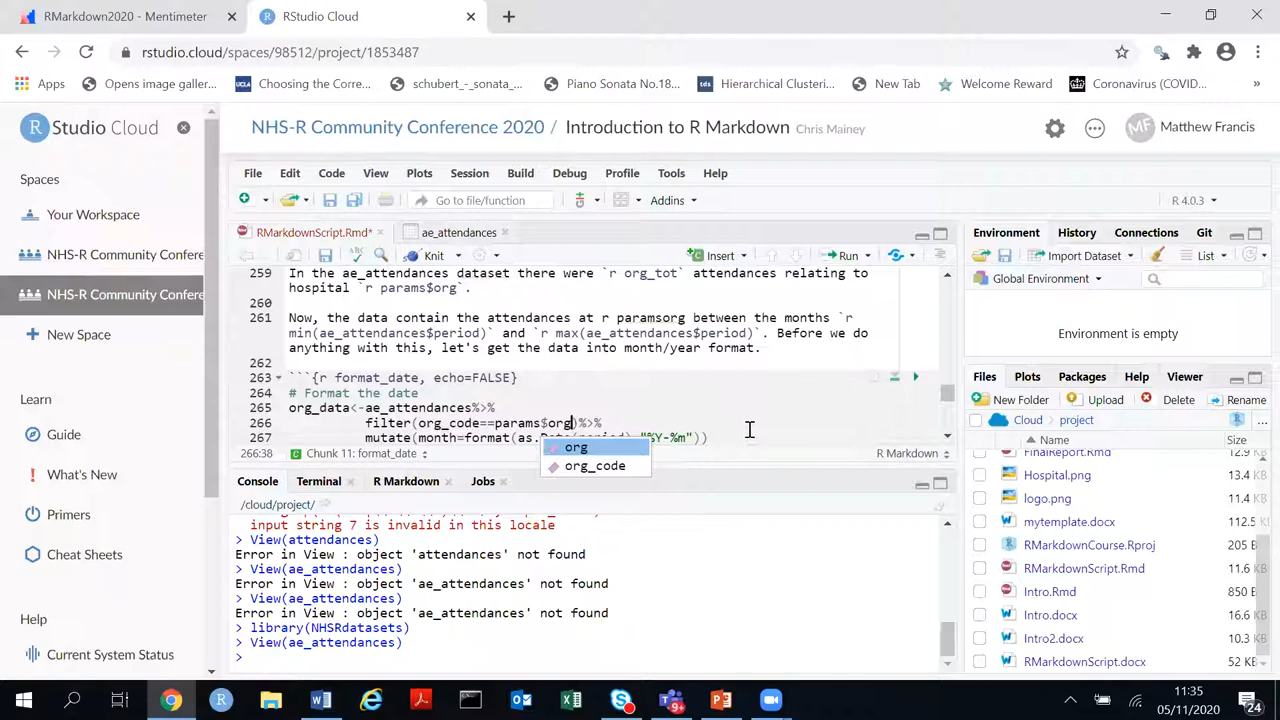 RMarkdown2020 - Mentimeter
RStudio Cloud
rstudio.cloud/spaces/98512/project/1853487
Apps
Opens image galler...
UCLA
Choosing the Corre...
schubert_-_sonata_...
Piano Sonata No.18...
tds
Hierarchical Clusteri...
New Tab
Welcome Reward
Coronavirus (COVID...
R Studio Cloud
NHS-R Community Conference 2020 / Introduction to R Markdown Chris Mainey
MF Matthew Francis
Spaces
Your Workspace
NHS-R Community Confere
NHS-R Community Confere
New Space
Learn
Guide
What's New
Primers
Cheat Sheets
Help
Current System Status
File Edit Code View Plots Session Build Debug Profile Tools Help
Go to file/function
Addins
R 4.0.3
RMarkdownScript.Rmd*
ae_attendances
Knit
Insert
Run
259 In the ae_attendances dataset there were `r org_tot` attendances relating to
hospital `r params$org`.
260
261 Now, the data contain the attendances at r paramsorg between the months `r
min(ae_attendances$period)` and `r max(ae_attendances$period)`. Before we do
anything with this, let's get the data into month/year format.
262
263 ```{r format_date, echo=FALSE}
264 # Format the date
265 org_data<-ae_attendances%>%
266 filter(org_code==params$org)%>%
267 mutate(month=format(as.Date(period),"%Y-%m"))
org
org_code
266:38
Chunk 11: format_date
R Markdown
Console Terminal R Markdown Jobs
/cloud/project/
input string 7 is invalid in this locale
> View(attendances)
Error in View : object 'attendances' not found
> View(ae_attendances)
Error in View : object 'ae_attendances' not found
> View(ae_attendances)
Error in View : object 'ae_attendances' not found
> library(NHSRdatasets)
> View(ae_attendances)
>
Environment History Connections Git
Import Dataset
List
Global Environment
Environment is empty
Files Plots Packages Help Viewer
New Folder
Upload
Delete
Cloud project
Name
FinalReport.Rmd 12.9
Hospital.png 11.1 K
logo.png 11.4 K
mytemplate.docx 112.5
RMarkdownCourse.Rproj 205 B
RMarkdownScript.Rmd 11.6 K
Intro.Rmd 850 B
Intro.docx 16.6 K
Intro2.docx 10.3 K
RMarkdownScript.docx 52 KB
11:35
05/11/2020
24